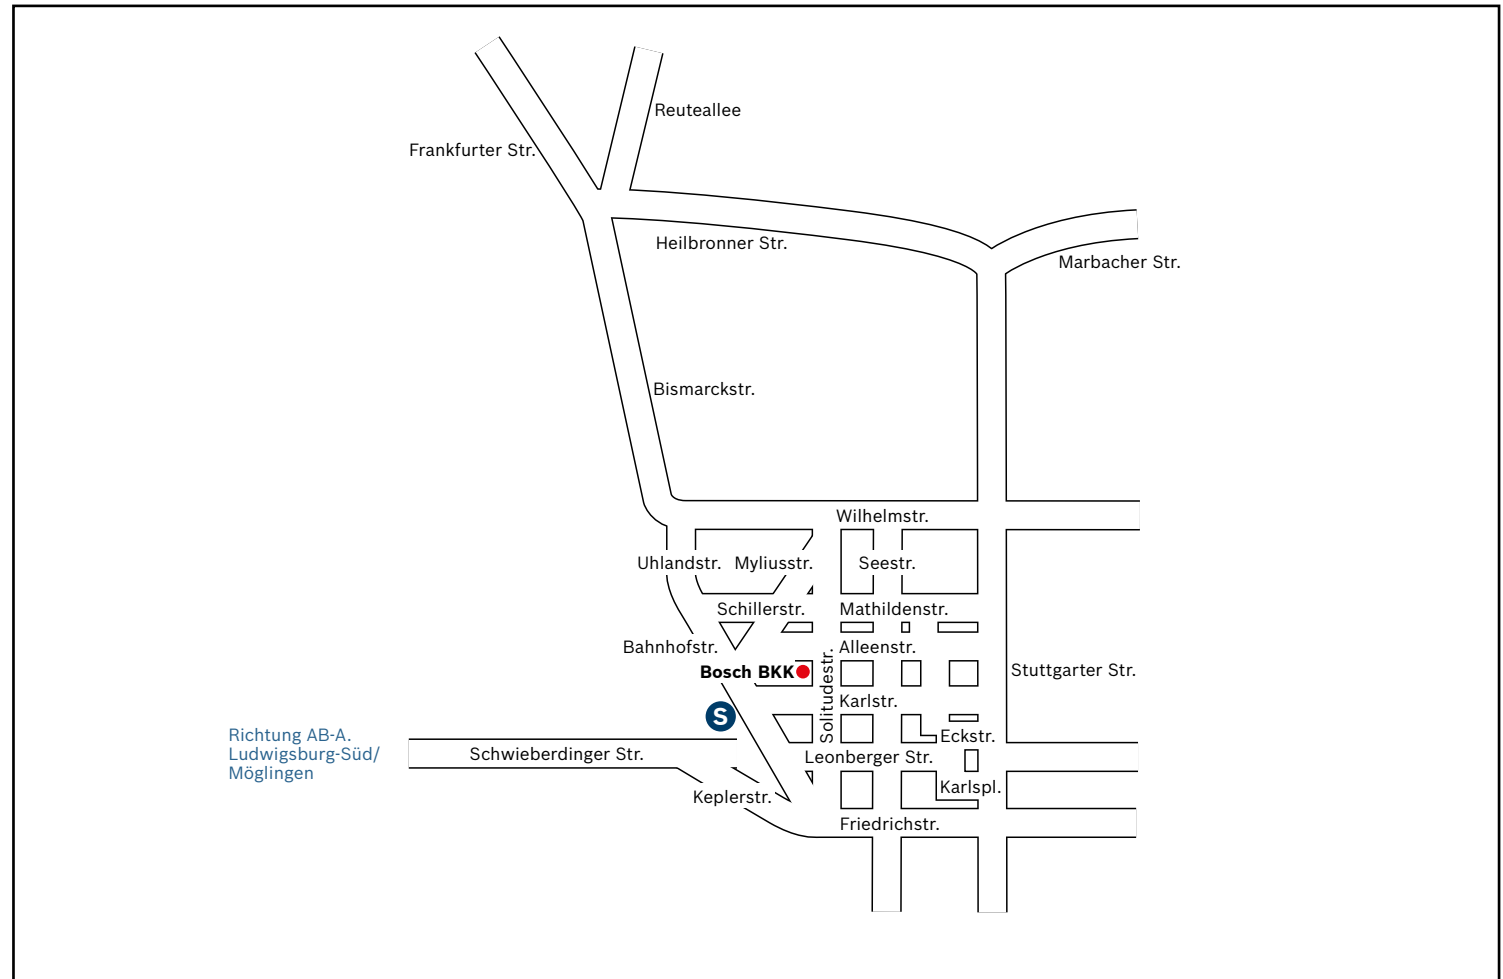 Reuteallee
Frankfurter Str.
Heilbronner Str.
Marbacher Str.
Bismarckstr.
Wilhelmstr.
Uhlandstr.
Myliusstr.
Seestr.
Schillerstr.
Mathildenstr.
Bahnhofstr.
Alleenstr.
Bosch BKK
Solitudestr.
Stuttgarter Str.
Karlstr.
S
Richtung AB-A.
Ludwigsburg-Süd/
Möglingen
Eckstr.
Schwieberdinger Str.
Leonberger Str.
Karlspl.
Keplerstr.
Friedrichstr.